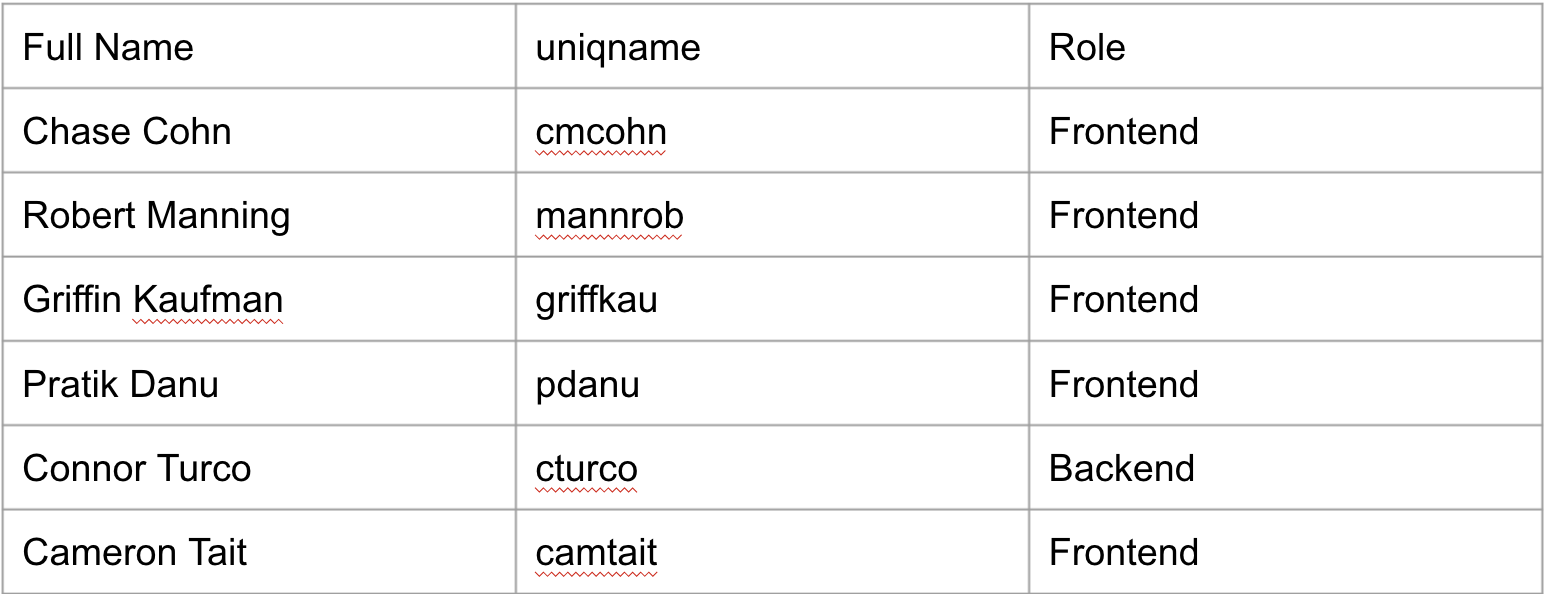 Full Name uniqname Role
Chase Cohn cmcohn Frontend
Robert Manning mannrob Frontend
Griffin Kaufman griffkau Frontend
Pratik Danu pdanu Frontend
Connor Turco cturco Backend
Cameron Tait camtait Frontend